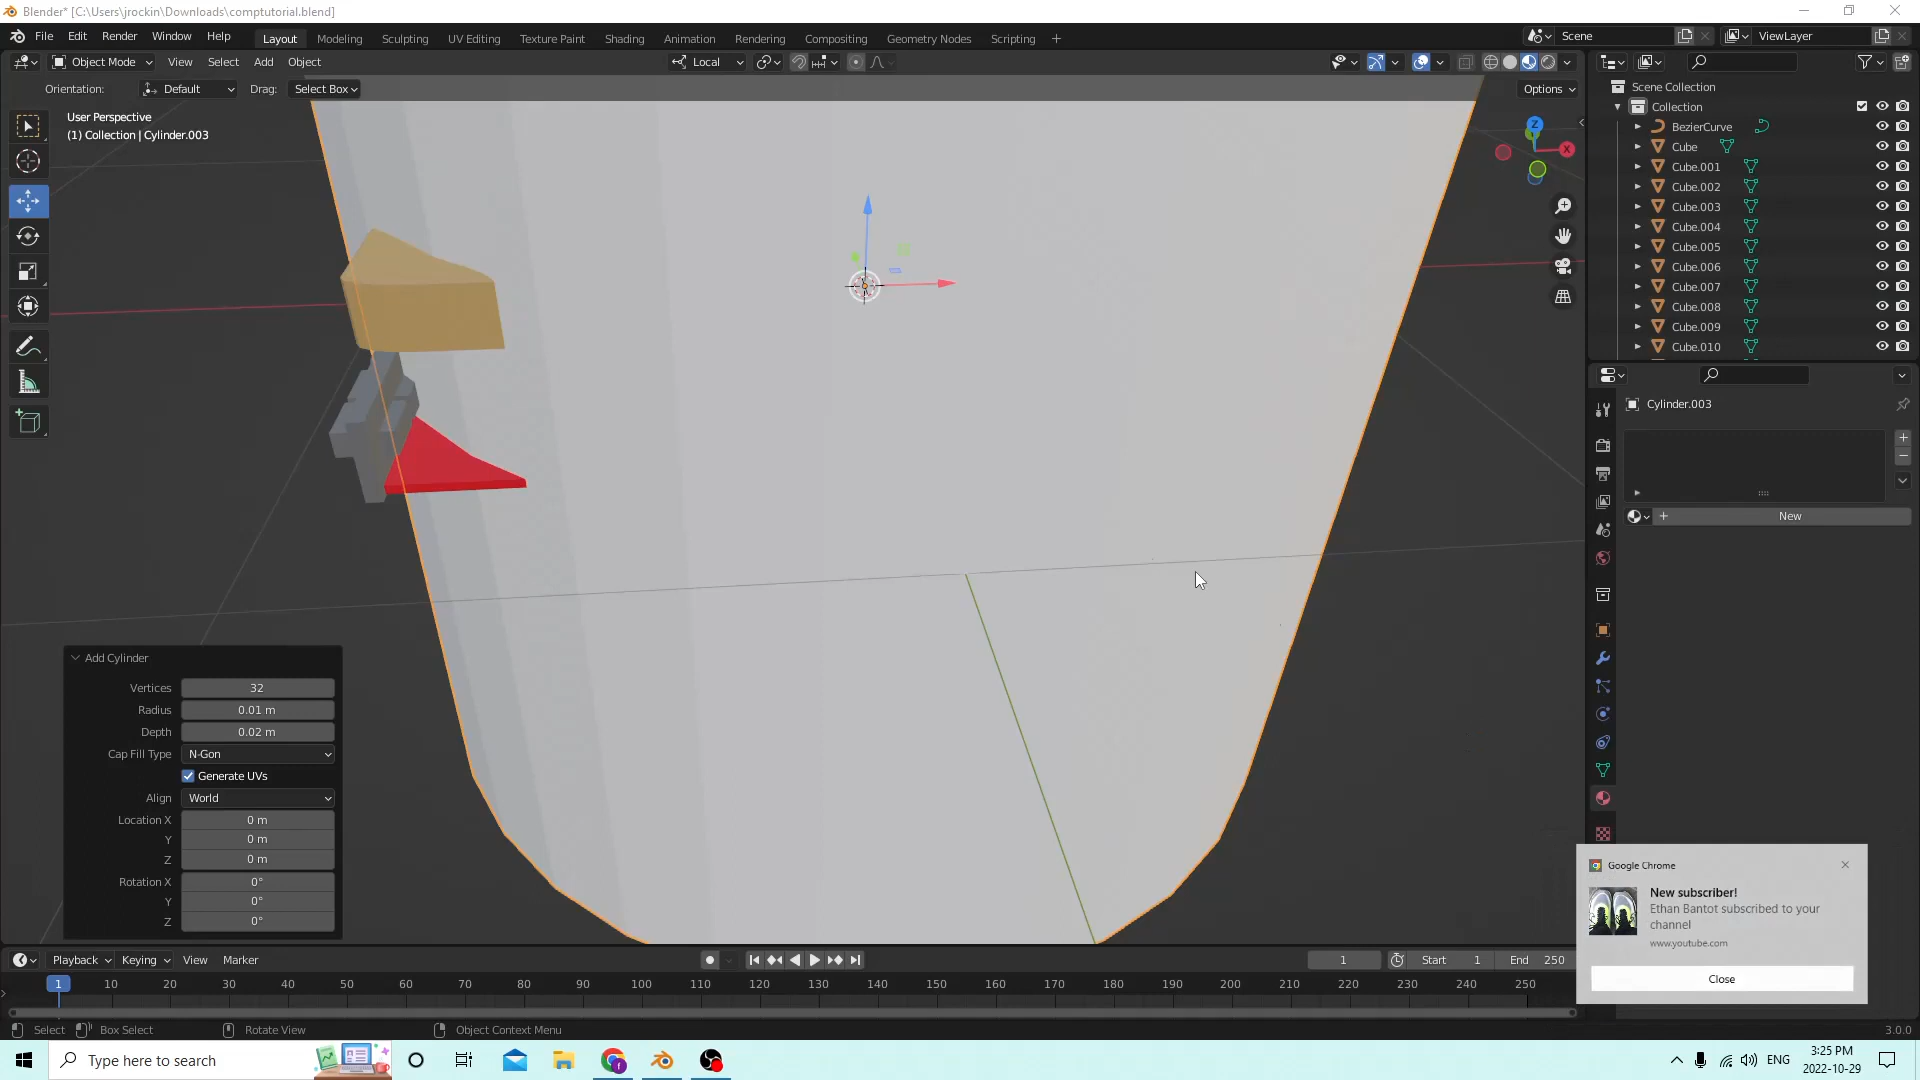 Blender* [C:\Users\jrockin\Downloads\comptutorial.blend]
File Edit Render Window Help Layout Modeling Sculpting UV Editing Texture Paint Shading Animation Rendering Compositing Geometry Nodes Scripting + Scene ViewLayer
Object Mode View Select Add Object Local
Orientation: Default Drag: Select Box Options
User Perspective
(1) Collection | Cylinder.003
Z
X
Scene Collection
Collection
BezierCurve
Cube
Cube.001
Cube.002
Cube.003
Cube.004
Cube.005
Cube.006
Cube.007
Cube.008
Cube.009
Cube.010
Cylinder.003
New
Add Cylinder
Vertices 32
Radius 0.01 m
Depth 0.02 m
Cap Fill Type N-Gon
Generate UVs
Align World
Location X 0 m
Y 0 m
Z 0 m
Rotation X 0°
Y 0°
Z 0°
Google Chrome
New subscriber!
Ethan Bantot subscribed to your
channel
www.youtube.com
Close
Playback Keying View Marker 1 Start 1 End 250
1 10 20 30 40 50 60 70 80 90 100 110 120 130 140 150 160 170 180 190 200 210 220 230 240 250
Select Box Select Rotate View Object Context Menu 3.0.0
Type here to search
ENG
3:25 PM
2022-10-29